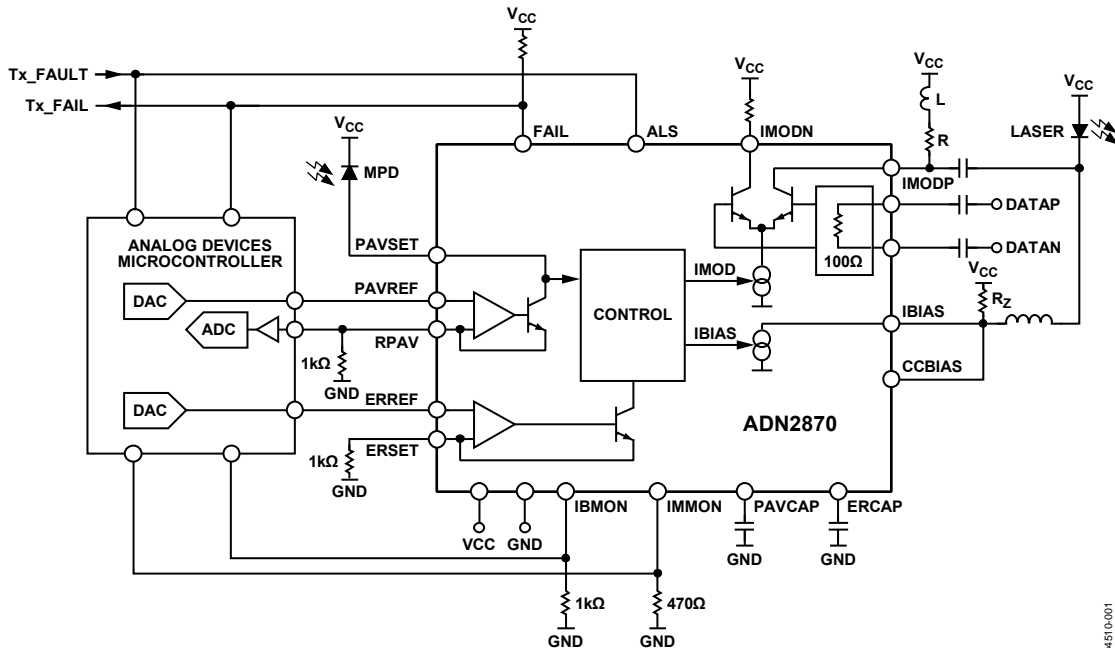 VCC
Tx_FAULT
Tx_FAIL
VCC
VCC
VCC
L
LASER
R
VCC
FAIL
ALS
IMODN
MPD
IMODP
DATAP
100Ω
DATAN
ANALOG DEVICES
MICROCONTROLLER
PAVSET
DAC
PAVREF
ADC
RPAV
1kΩ
GND
CONTROL
IMOD
IBIAS
VCC
RZ
IBIAS
CCBIAS
DAC
ERREF
ERSET
1kΩ
GND
ADN2870
IBMON
IMMON
PAVCAP
ERCAP
VCC
GND
GND
GND
1kΩ
470Ω
GND
GND
4510-001